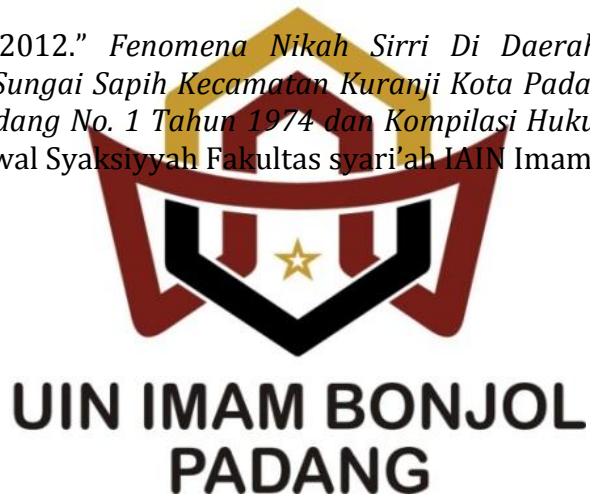 2012.” Fenomena Nikah Sirri Di Daerah
Sungai Sapih Kecamatan Kuranji Kota Pada
dang No. 1 Tahun 1974 dan Kompilasi Huku
wal Syaksiyyah Fakultas syari’ah IAIN Imam
UIN IMAM BONJOL
PADANG